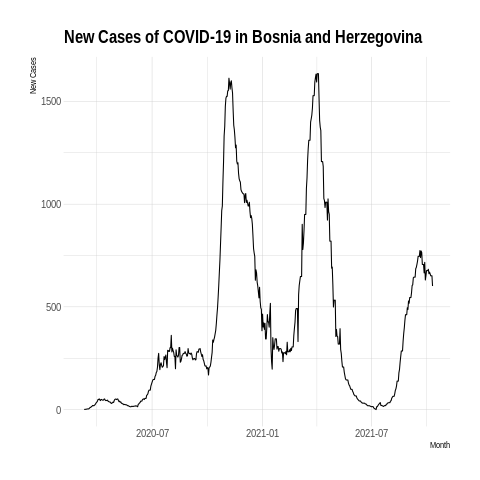 New Cases of COVID-19 in Bosnia and Herzegovina
New Cases
1500
1000
500
0
2020-07 2021-01 2021-07
Month